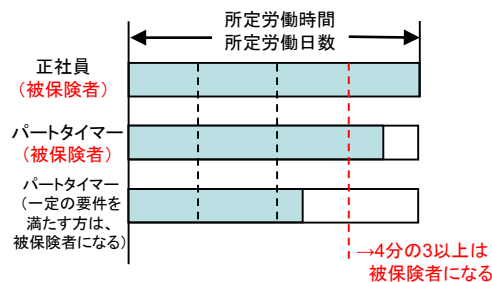 所定労働時間
所定労働日数
正社員
（被保険者）
パートタイマー
（被保険者）
パートタイマー
（一定の要件を
満たす方は、
被保険者になる）
→4分の3以上は
被保険者になる